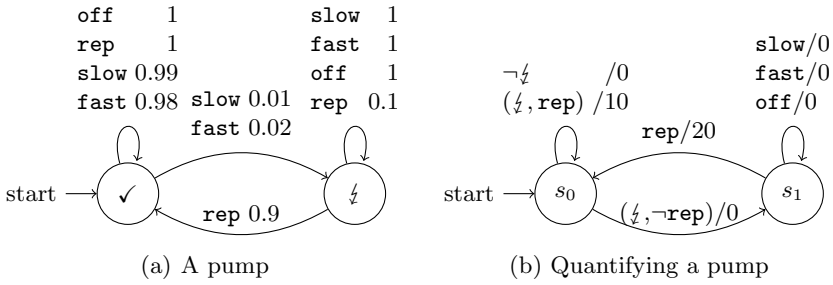 off 1
rep 1
slow 0.99
fast 0.98
slow 0.01
fast 0.02
slow 1
fast 1
off 1
rep 0.1
start
✓
↯
rep 0.9
(a) A pump
¬↯ /0
(↯,rep) /10
slow/0
fast/0
off/0
rep/20
start
s₀
s₁
(↯,¬rep)/0
(b) Quantifying a pump